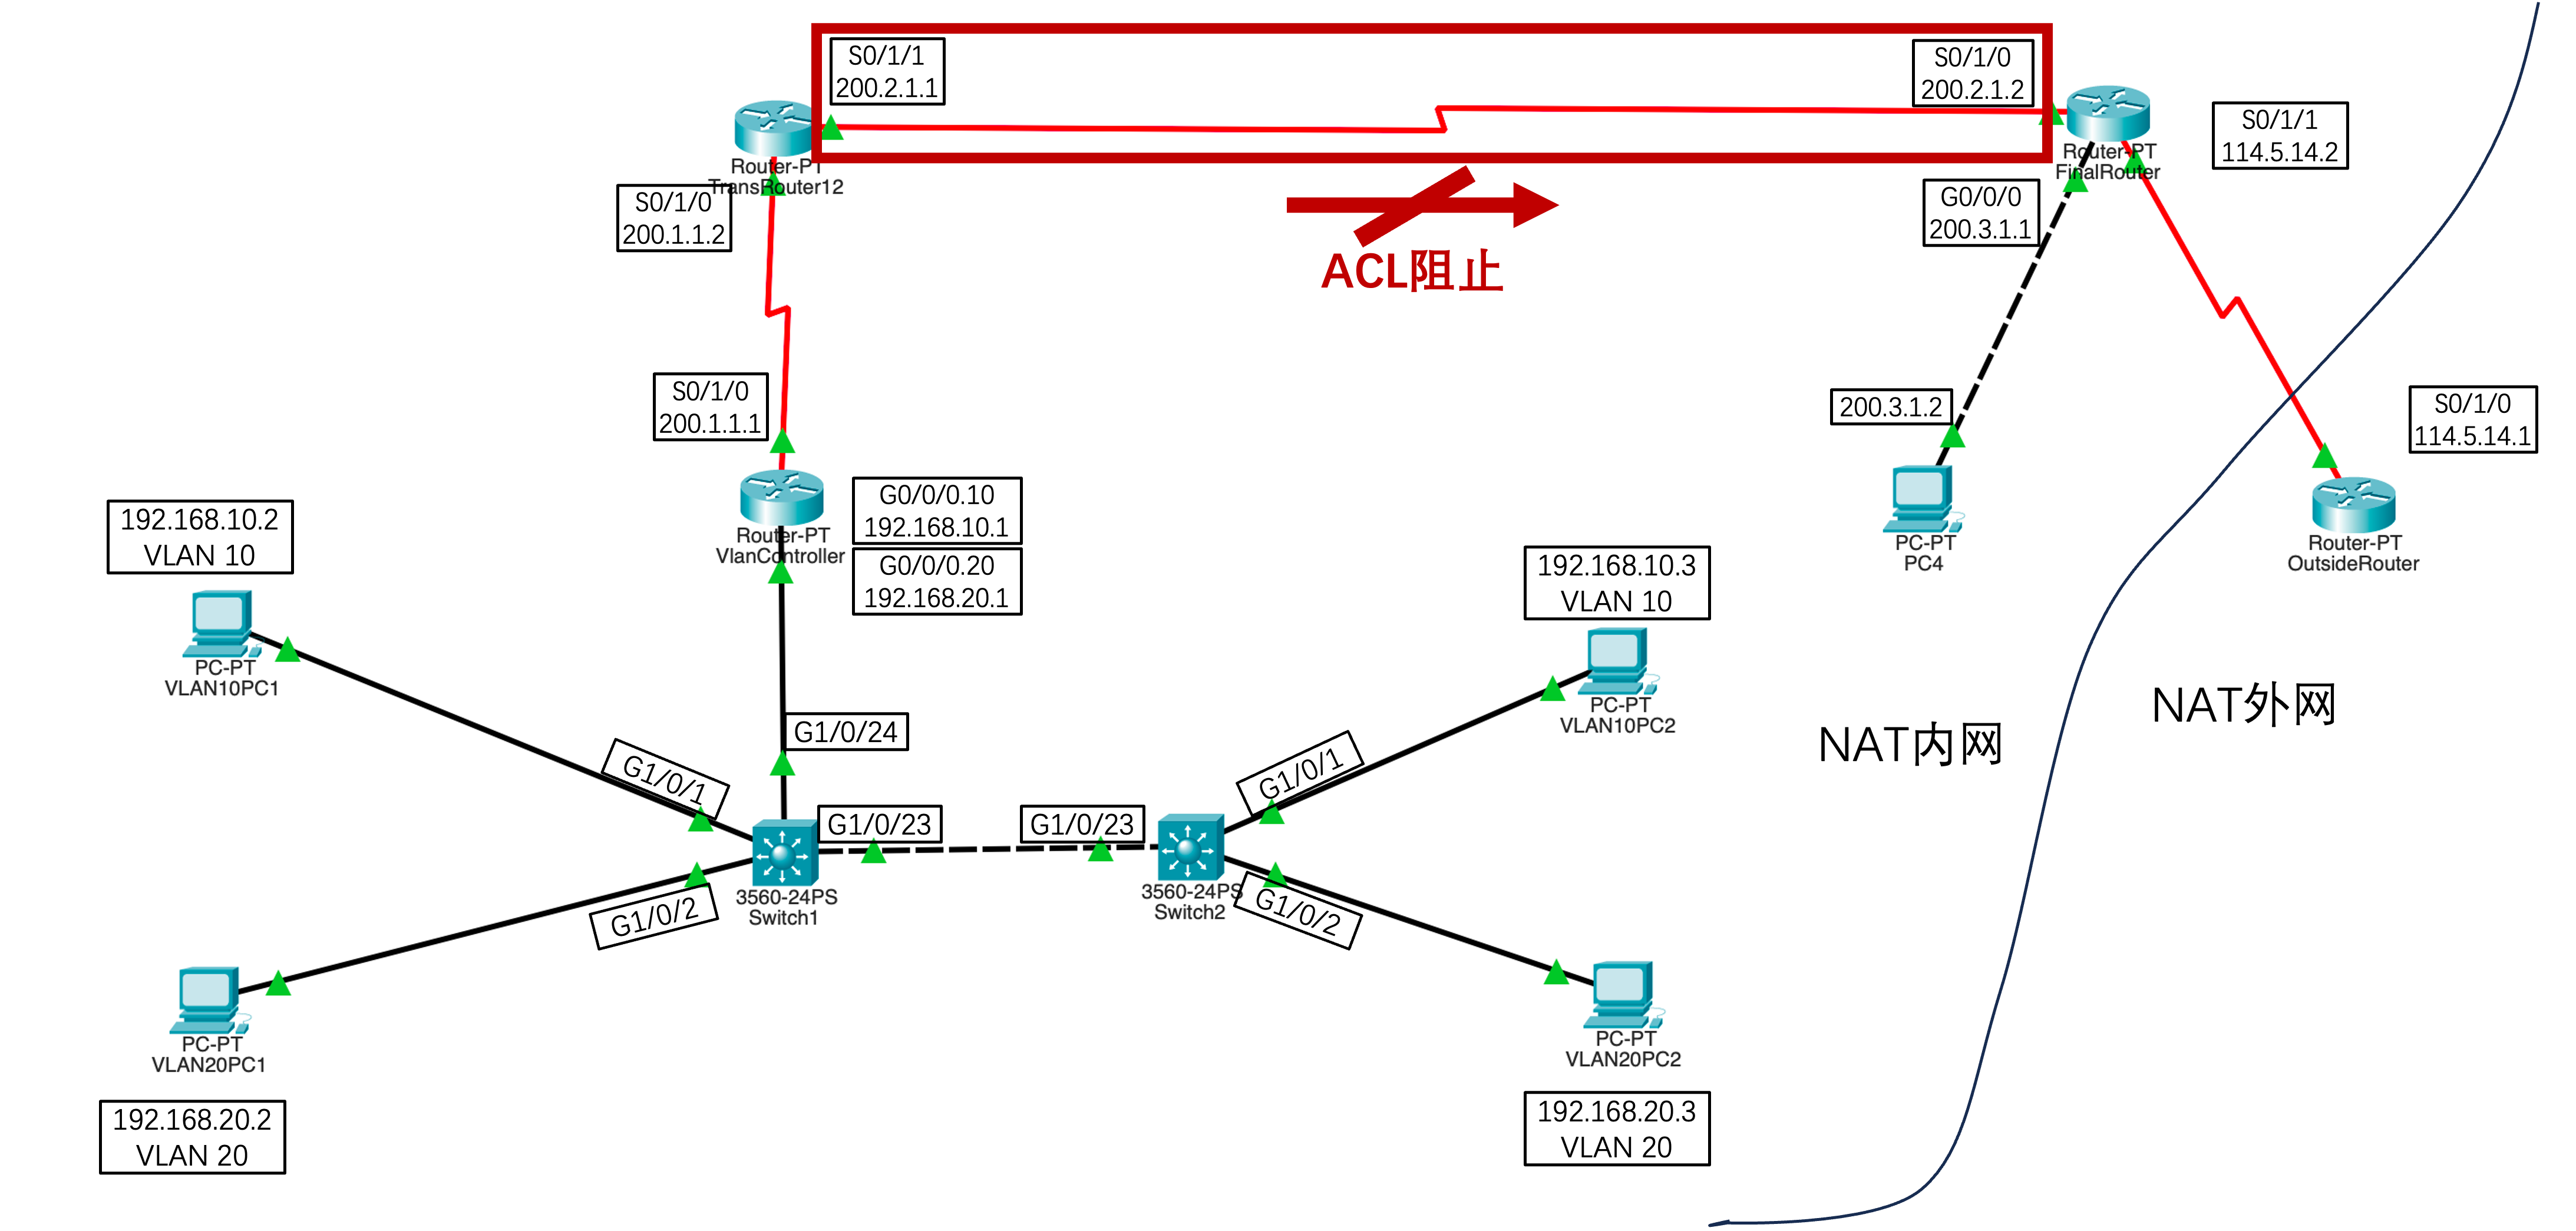 S0/1/1
200.2.1.1
S0/1/0
200.2.1.2
Router-PT
TransRouter12
Router-PT
FinalRouter
S0/1/1
114.5.14.2
S0/1/0
200.1.1.2
G0/0/0
200.3.1.1
ACL阻止
S0/1/0
200.1.1.1
200.3.1.2
S0/1/0
114.5.14.1
192.168.10.2
VLAN 10
Router-PT
VlanController
G0/0/0.10
192.168.10.1
G0/0/0.20
192.168.20.1
PC-PT
PC4
Router-PT
OutsideRouter
192.168.10.3
VLAN 10
PC-PT
VLAN10PC1
PC-PT
VLAN10PC2
NAT内网
NAT外网
G1/0/24
G1/0/1
G1/0/23
G1/0/23
G1/0/1
3560-24PS
Switch1
3560-24PS
Switch2
G1/0/2
G1/0/2
PC-PT
VLAN20PC1
PC-PT
VLAN20PC2
192.168.20.2
VLAN 20
192.168.20.3
VLAN 20